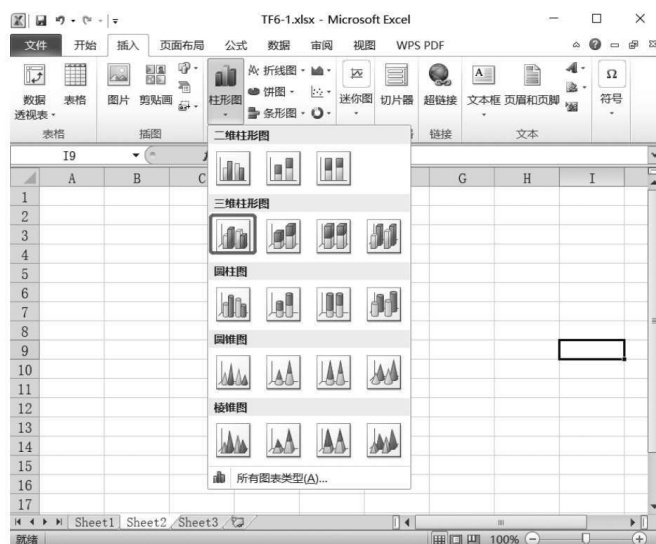 TF6-1.xlsx - Microsoft Excel
文件 开始 插入 页面布局 公式 数据 审阅 视图 WPS PDF
数据透视表 表格 图片 剪贴画 柱形图 折线图 饼图 条形图 迷你图 切片器 超链接 文本框 页眉和页脚 符号
表格 插图 链接 文本
I9
二维柱形图
A B C G H I
三维柱形图
圆柱图
圆锥图
棱锥图
所有图表类型(A)...
1
2
3
4
5
6
7
8
9
10
11
12
13
14
15
16
17
Sheet1 Sheet2 Sheet3
就绪 100%